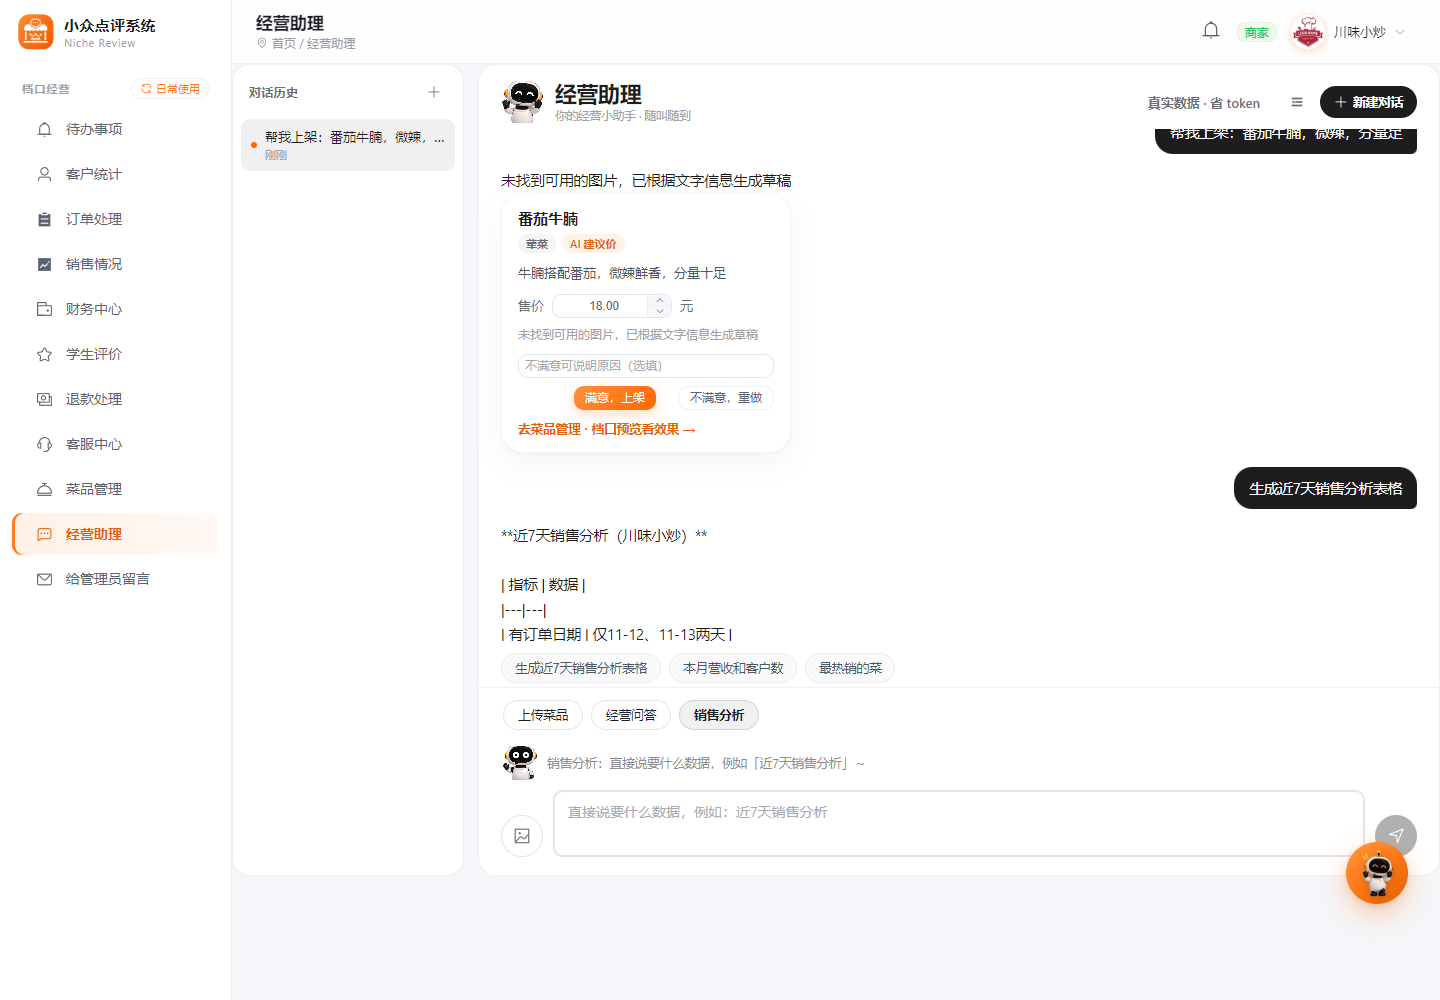 小众点评系统
Niche Review
档口经营
日常使用
待办事项
客户统计
订单处理
销售情况
财务中心
学生评价
退款处理
客服中心
菜品管理
经营助理
给管理员留言
经营助理
首页 / 经营助理
商家
川味小炒
对话历史
帮我上架：番茄牛腩，微辣，...
刚刚
经营助理
你的经营小助手 · 随叫随到
真实数据 · 省 token
新建对话
帮我上架：番茄牛腩，微辣，分量足
未找到可用的图片，已根据文字信息生成草稿
番茄牛腩
荤菜
AI 建议价
牛腩搭配番茄，微辣鲜香，分量十足
售价 18.00 元
未找到可用的图片，已根据文字信息生成草稿
不满意可说明原因（选填）
满意，上架
不满意，重做
去菜品管理 · 档口预览看效果 →
生成近7天销售分析表格
**近7天销售分析（川味小炒）**
| 指标 | 数据 |
|---|---|
| 有订单日期 | 仅11-12、11-13两天 |
生成近7天销售分析表格
本月营收和客户数
最热销的菜
上传菜品
经营问答
销售分析
销售分析：直接说要什么数据，例如「近7天销售分析」~
直接说要什么数据，例如：近7天销售分析